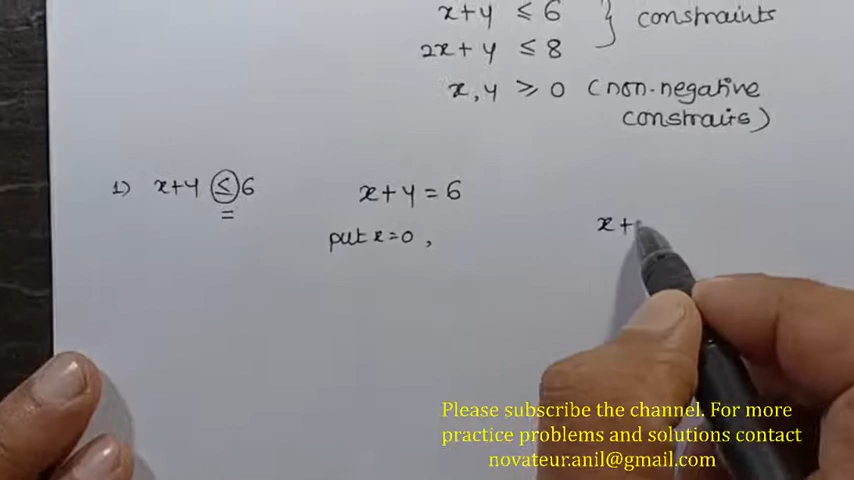 x+y ≤ 6 } constraints
2x+y ≤ 8
x,y ≥ 0 (non-negative
constrairs)
1) x+y ≤ 6
=
x+y = 6
put x=0 ,
x+
Please subscribe the channel. For more
practice problems and solutions contact
novateur.anil@gmail.com